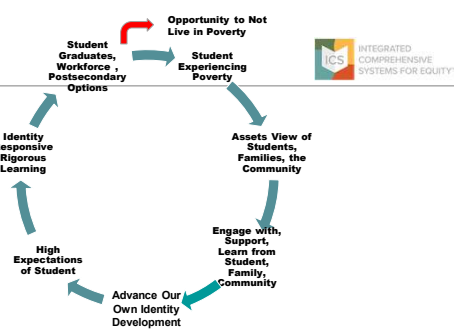 Opportunity to Not
Live in Poverty
Student
Graduates,
Workforce ,
Postsecondary
Options
Student
Experiencing
Poverty
ICS
INTEGRATED
COMPREHENSIVE
SYSTEMS FOR EQUITY
Assets View of
Students,
Families, the
Community
Engage with,
Support,
Learn from
Student,
Family,
Community
Advance Our
Own Identity
Development
High
Expectations
of Student
Identity
esponsive
Rigorous
Learning